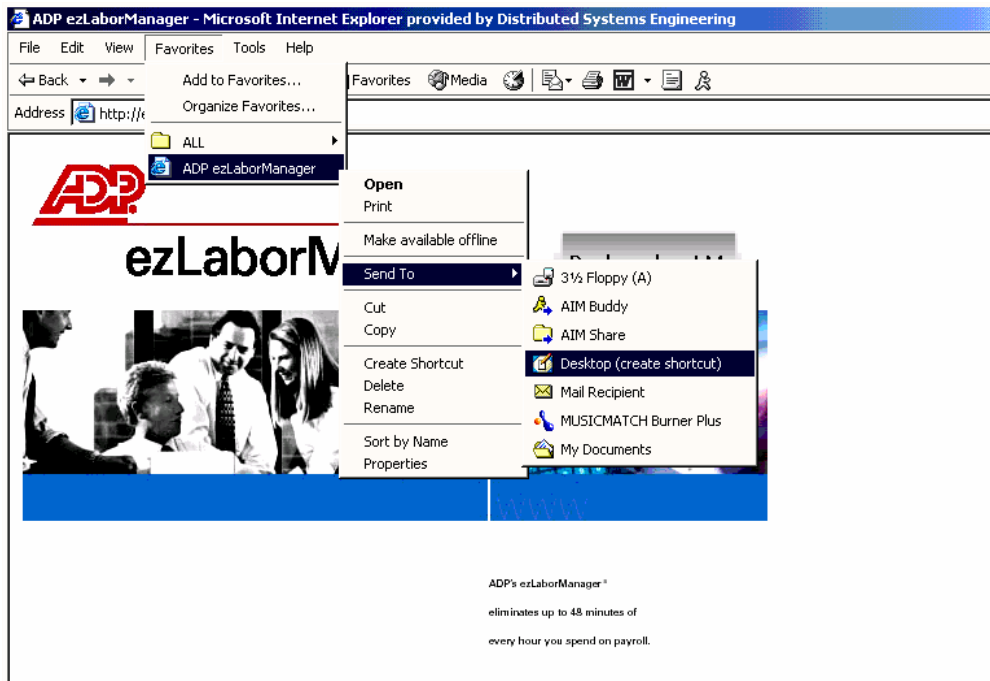 ADP ezLaborManager - Microsoft Internet Explorer provided by Distributed Systems Engineering
File Edit View Favorites Tools Help
Back Favorites Media
Address http://e
Add to Favorites...
Organize Favorites...
ALL
ADP ezLaborManager
ADP
ezLaborM
Open
Print
Make available offline
Send To
Cut
Copy
Create Shortcut
Delete
Rename
Sort by Name
Properties
3½ Floppy (A)
AIM Buddy
AIM Share
Desktop (create shortcut)
Mail Recipient
MUSICMATCH Burner Plus
My Documents
WWW
ADP's ezLaborManager®
eliminates up to 48 minutes of
every hour you spend on payroll.